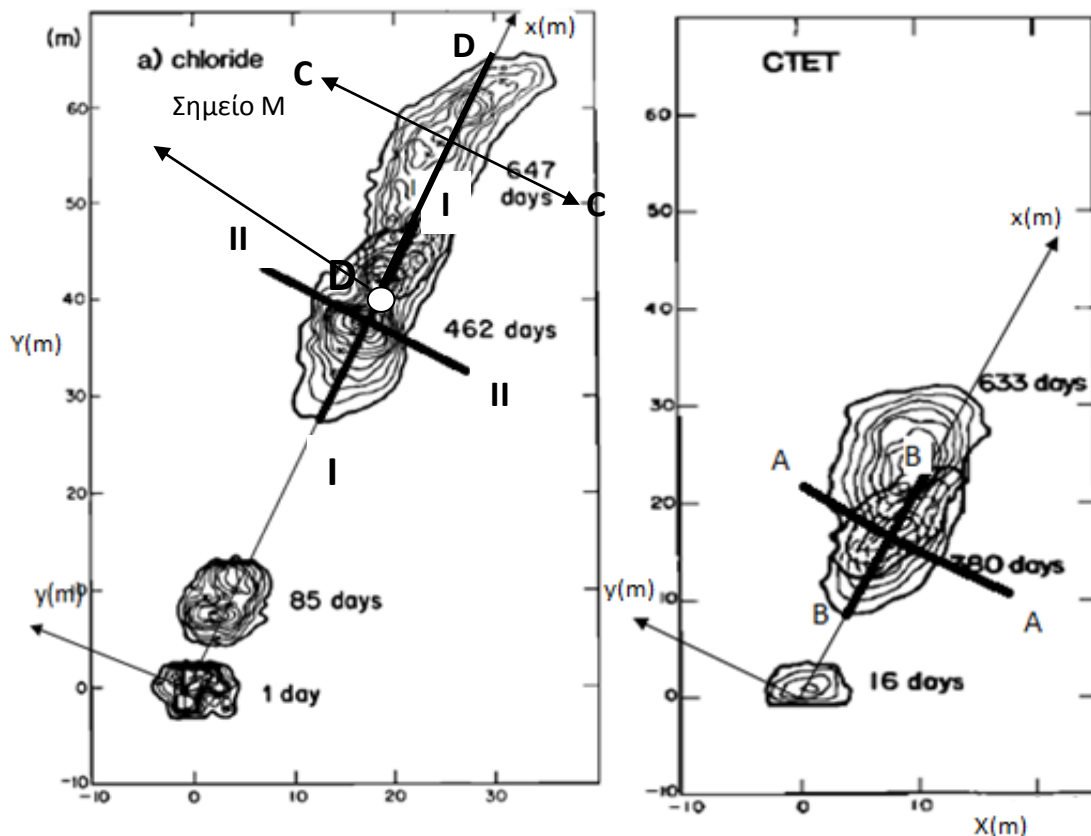 (m)
a) chloride
Σημείο M
x(m)
D
C
60
647
days
I
50
C
II
D
40
462 days
Y(m)
II
30
I
20
10
85 days
y(m)
0
1 day
-10
-10
0
10
20
30
CTET
60
50
x(m)
40
633 days
30
A
B
20
780 days
10
B
A
y(m)
16 days
0
-10
-10
0
10
X(m)